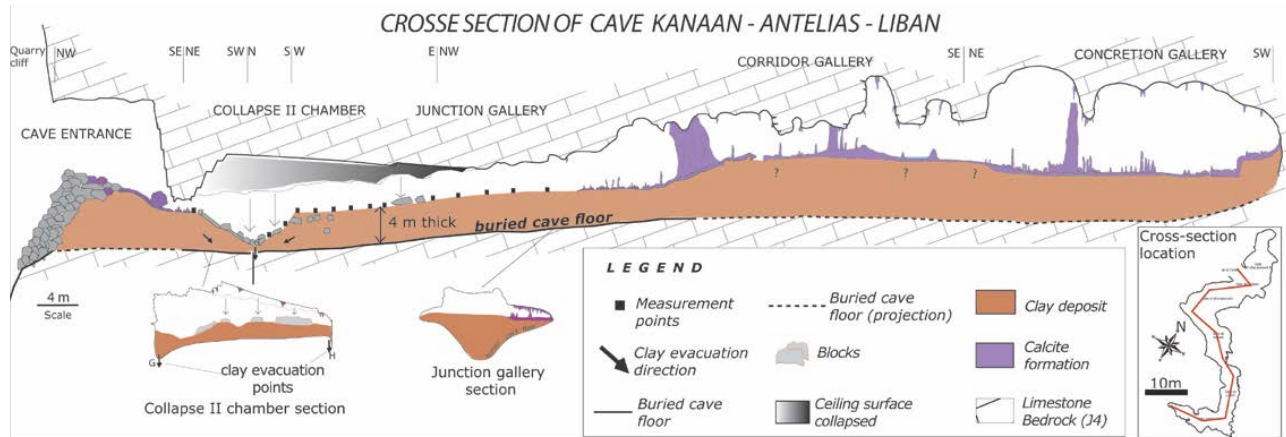 CROSSE SECTION OF CAVE KANAAN - ANTELIAS - LIBAN
Quarry
cliff
NW
SE NE
SW N
S W
E NW
SE NE
SW
CORRIDOR GALLERY
CONCRETION GALLERY
COLLAPSE II CHAMBER
JUNCTION GALLERY
CAVE ENTRANCE
? ? ?
4 m thick
buried cave floor
4 m
Scale
G
H
clay evacuation
points
Collapse II chamber section
Junction gallery
section
LEGEND
Measurement
points
Clay evacuation
direction
Buried cave
floor
Buried cave
floor (projection)
Blocks
Ceiling surface
collapsed
Clay deposit
Calcite
formation
Limestone
Bedrock (J4)
Cross-section
location
N
10m